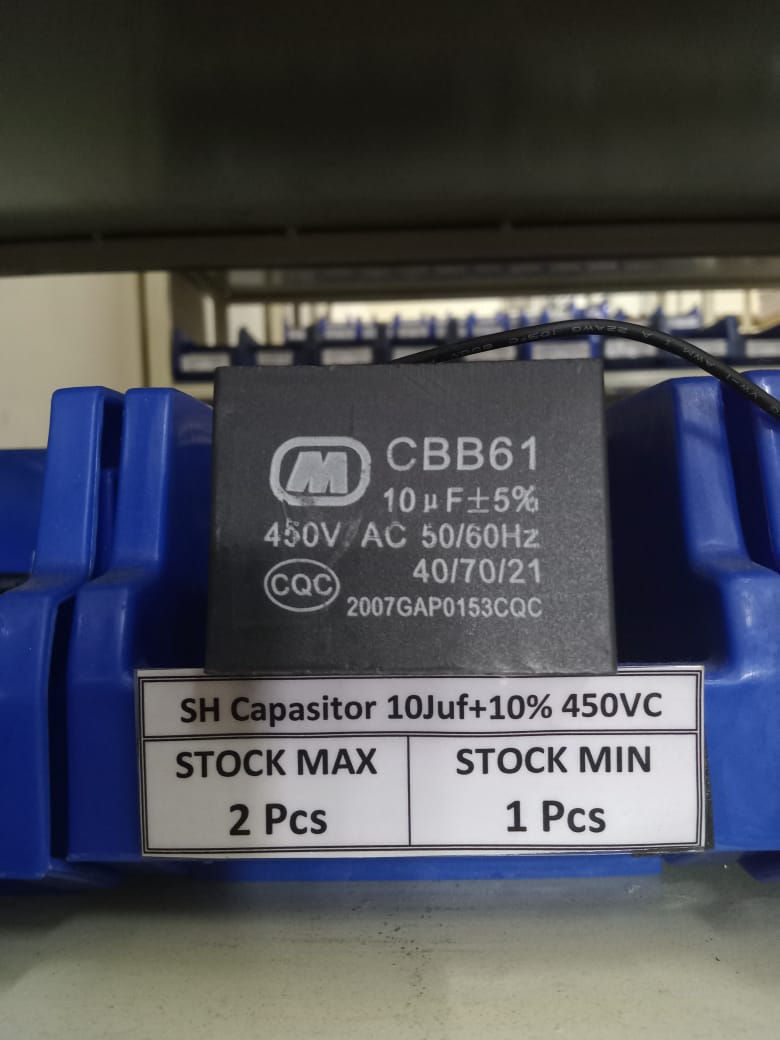 M
CBB61
10μF±5%
450V AC 50/60Hz
40/70/21
CQC
2007GAP0153CQC
SH Capasitor 10Juf+10% 450VC
STOCK MAX
2 Pcs
STOCK MIN
1 Pcs